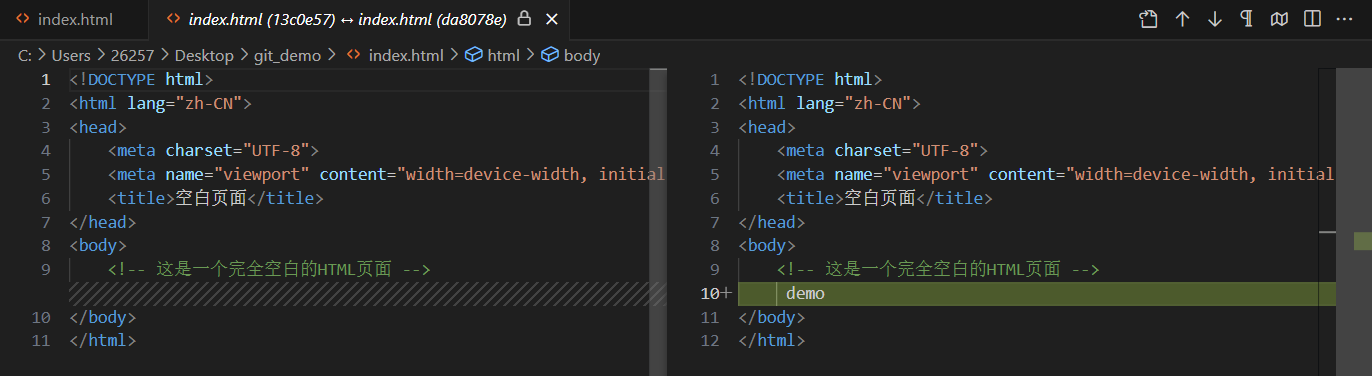 index.html
index.html (13c0e57) ↔ index.html (da8078e)
C: > Users > 26257 > Desktop > git_demo > index.html > html > body
1 <!DOCTYPE html>
2 <html lang="zh-CN">
3 <head>
4 <meta charset="UTF-8">
5 <meta name="viewport" content="width=device-width, initial
6 <title>空白页面</title>
7 </head>
8 <body>
9 <!-- 这是一个完全空白的HTML页面 -->
10 </body>
11 </html>
1 <!DOCTYPE html>
2 <html lang="zh-CN">
3 <head>
4 <meta charset="UTF-8">
5 <meta name="viewport" content="width=device-width, initial
6 <title>空白页面</title>
7 </head>
8 <body>
9 <!-- 这是一个完全空白的HTML页面 -->
10+ demo
11 </body>
12 </html>